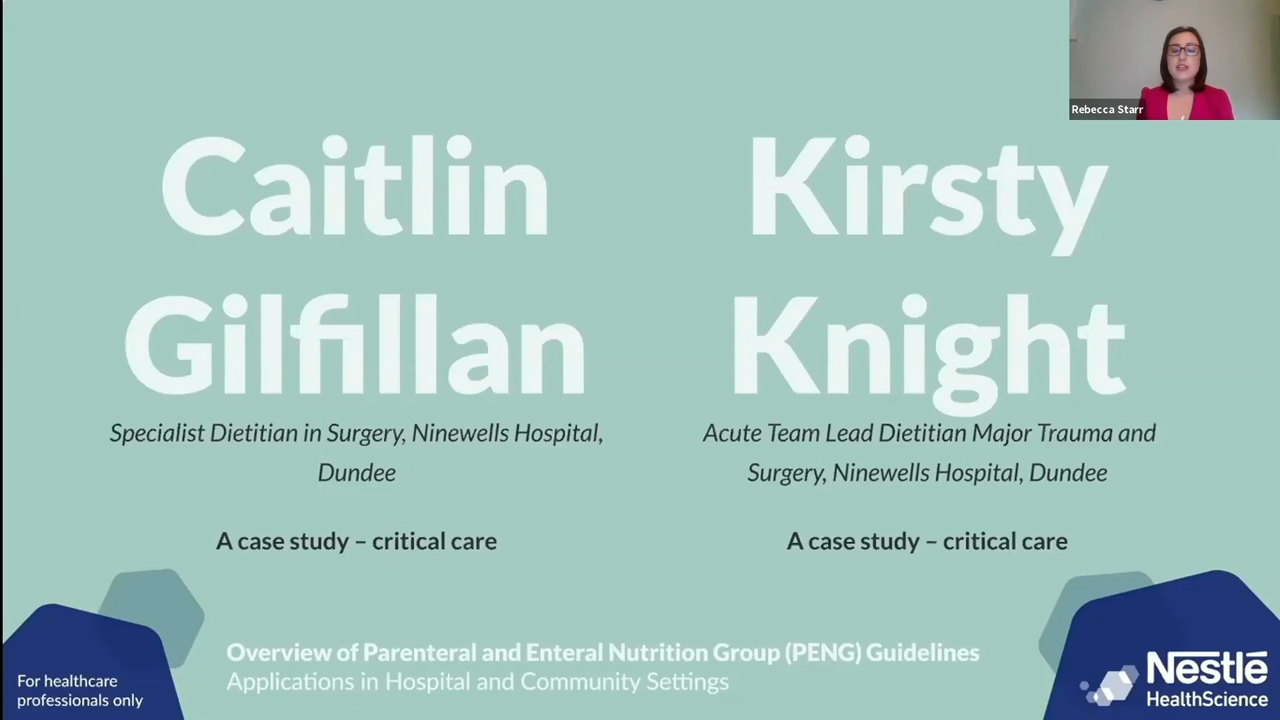 Rebecca Starr
Caitlin
Gilfillan
Specialist Dietitian in Surgery, Ninewells Hospital,
Dundee
A case study – critical care
Kirsty
Knight
Acute Team Lead Dietitian Major Trauma and
Surgery, Ninewells Hospital, Dundee
A case study – critical care
For healthcare
professionals only
Overview of Parenteral and Enteral Nutrition Group (PENG) Guidelines
Applications in Hospital and Community Settings
Nestlé
HealthScience